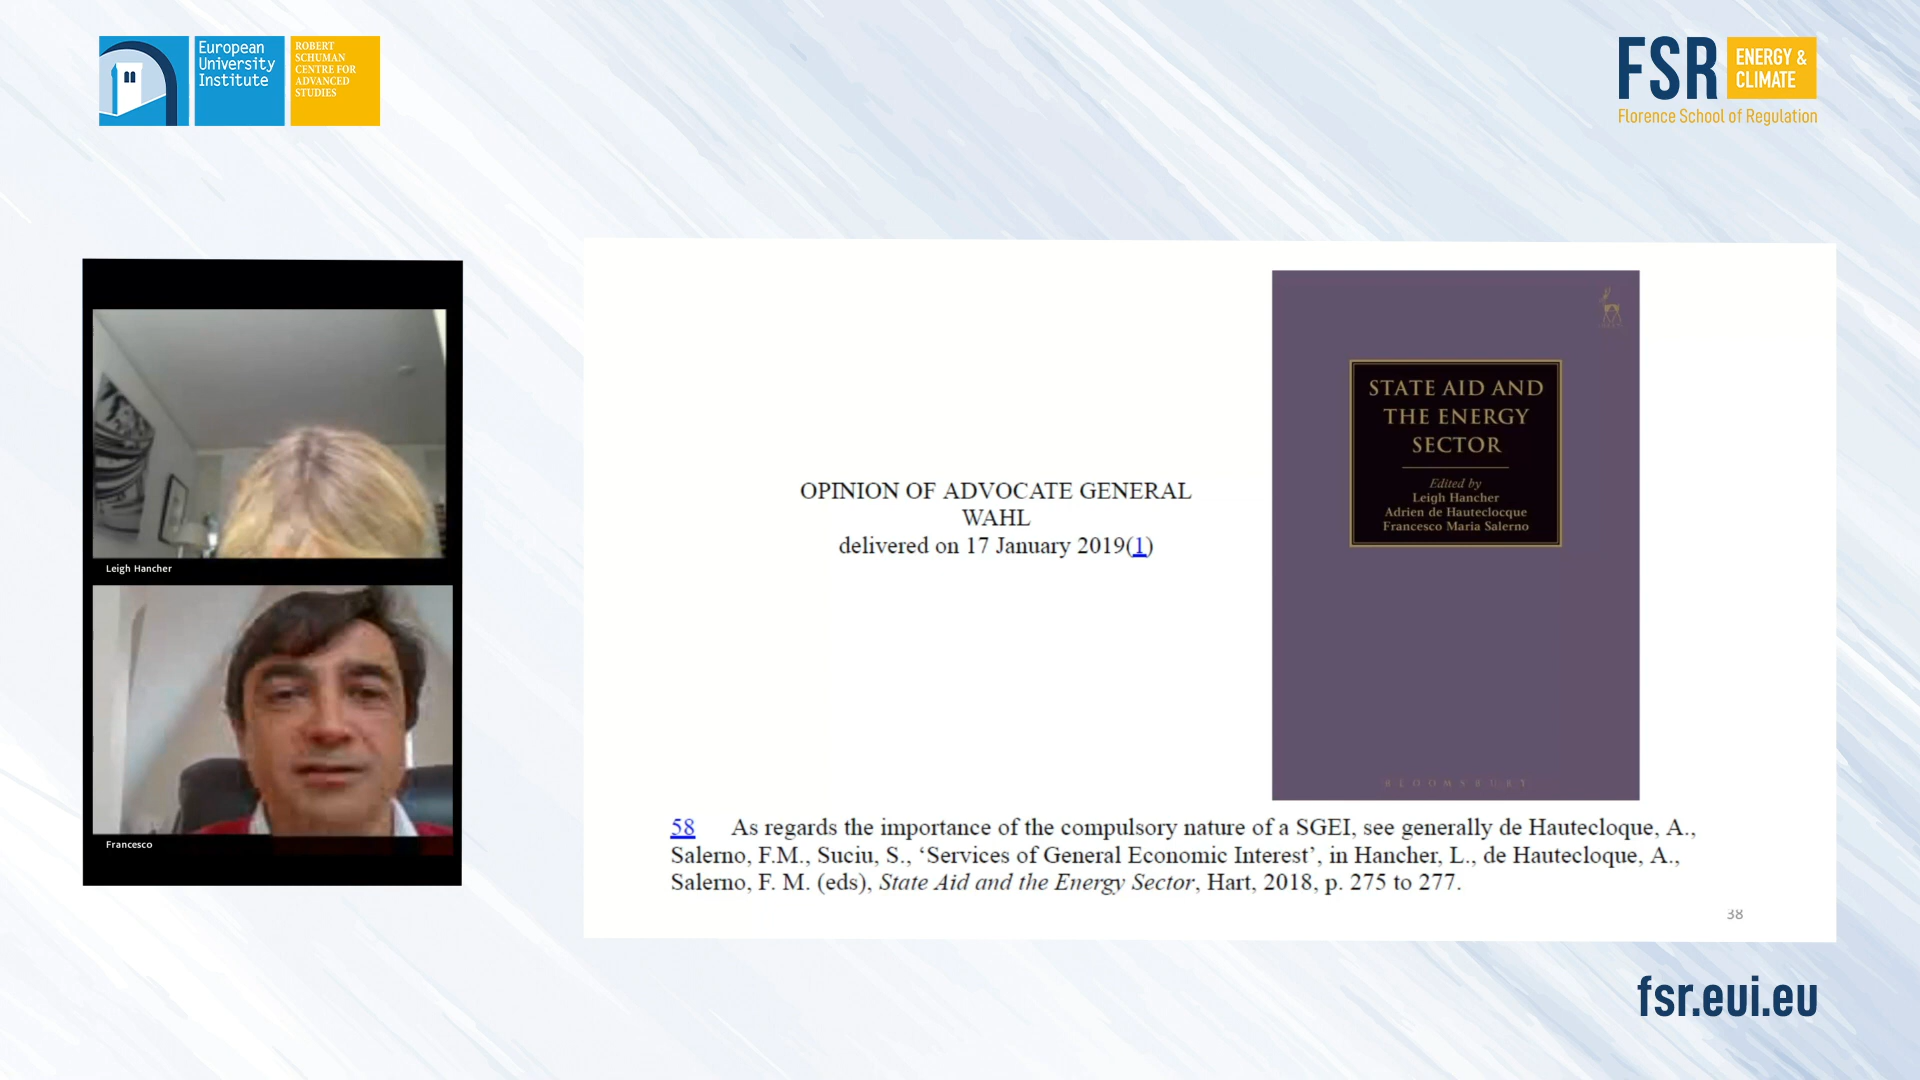 European
University
Institute
ROBERT
SCHUMAN
CENTRE FOR
ADVANCED
STUDIES
FSR
ENERGY &
CLIMATE
Florence School of Regulation
Leigh Hancher
Francesco
OPINION OF ADVOCATE GENERAL
WAHL
delivered on 17 January 2019(1)
STATE AID AND
THE ENERGY
SECTOR
Edited by
Leigh Hancher
Adrien de Hauteclocque
Francesco Maria Salerno
BLOOMSBURY
58 As regards the importance of the compulsory nature of a SGEI, see generally de Hautecloque, A.,
Salerno, F.M., Suciu, S., ‘Services of General Economic Interest’, in Hancher, L., de Hautecloque, A.,
Salerno, F. M. (eds), State Aid and the Energy Sector, Hart, 2018, p. 275 to 277.
38
fsr.eui.eu